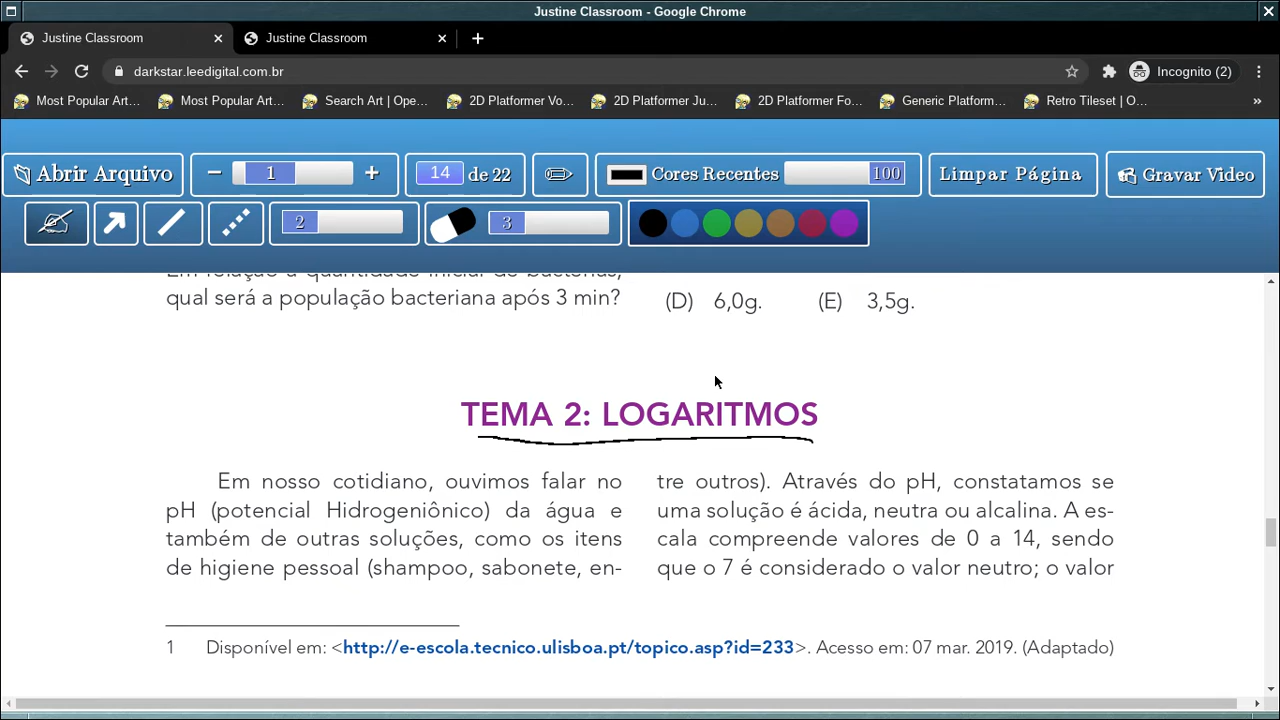 Justine Classroom - Google Chrome
Justine Classroom
Justine Classroom
darkstar.leedigital.com.br
Incognito (2)
Most Popular Art...
Most Popular Art...
Search Art | Ope...
2D Platformer Vo...
2D Platformer Ju...
2D Platformer Fo...
Generic Platform...
Retro Tileset | O...
»
Abrir Arquivo
− 1 +
14 de 22
Cores Recentes 100
Limpar Página
Gravar Video
2
3
Em relação à quantidade inicial de bactérias,
qual será a população bacteriana após 3 min?
(D) 6,0g. (E) 3,5g.
TEMA 2: LOGARITMOS
Em nosso cotidiano, ouvimos falar no
pH (potencial Hidrogeniônico) da água e
também de outras soluções, como os itens
de higiene pessoal (shampoo, sabonete, en-
tre outros). Através do pH, constatamos se
uma solução é ácida, neutra ou alcalina. A es-
cala compreende valores de 0 a 14, sendo
que o 7 é considerado o valor neutro; o valor
1 Disponível em: <http://e-escola.tecnico.ulisboa.pt/topico.asp?id=233>. Acesso em: 07 mar. 2019. (Adaptado)